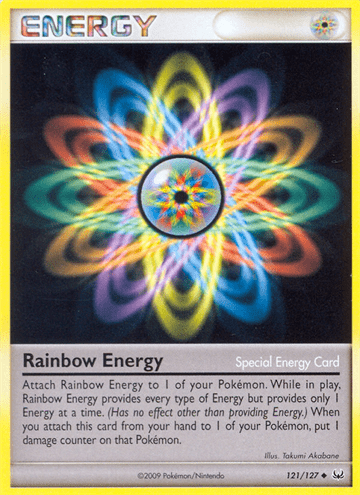 ENERGY
Rainbow Energy
Special Energy Card
Attach Rainbow Energy to 1 of your Pokémon. While in play,
Rainbow Energy provides every type of Energy but provides only 1
Energy at a time. (Has no effect other than providing Energy.) When
you attach this card from your hand to 1 of your Pokémon, put 1
damage counter on that Pokémon.
Illus. Takumi Akabane
©2009 Pokémon/Nintendo
121/127